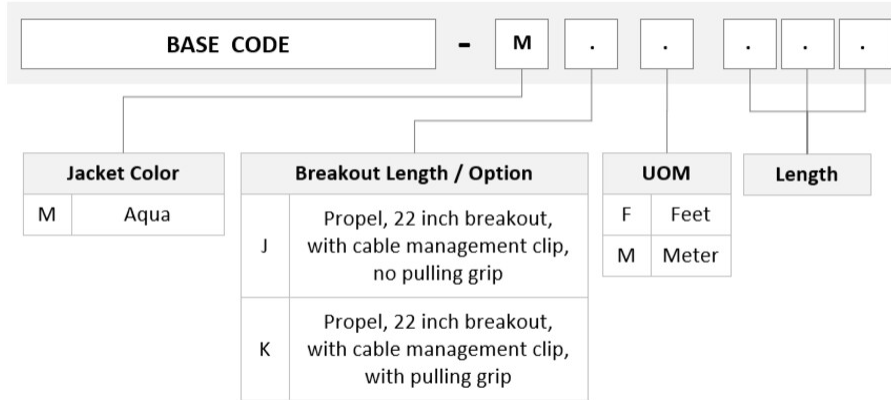 BASE CODE - M . . . . .
Jacket Color
M Aqua
Breakout Length / Option
J Propel, 22 inch breakout,
with cable management clip,
no pulling grip
K Propel, 22 inch breakout,
with cable management clip,
with pulling grip
UOM
F Feet
M Meter
Length